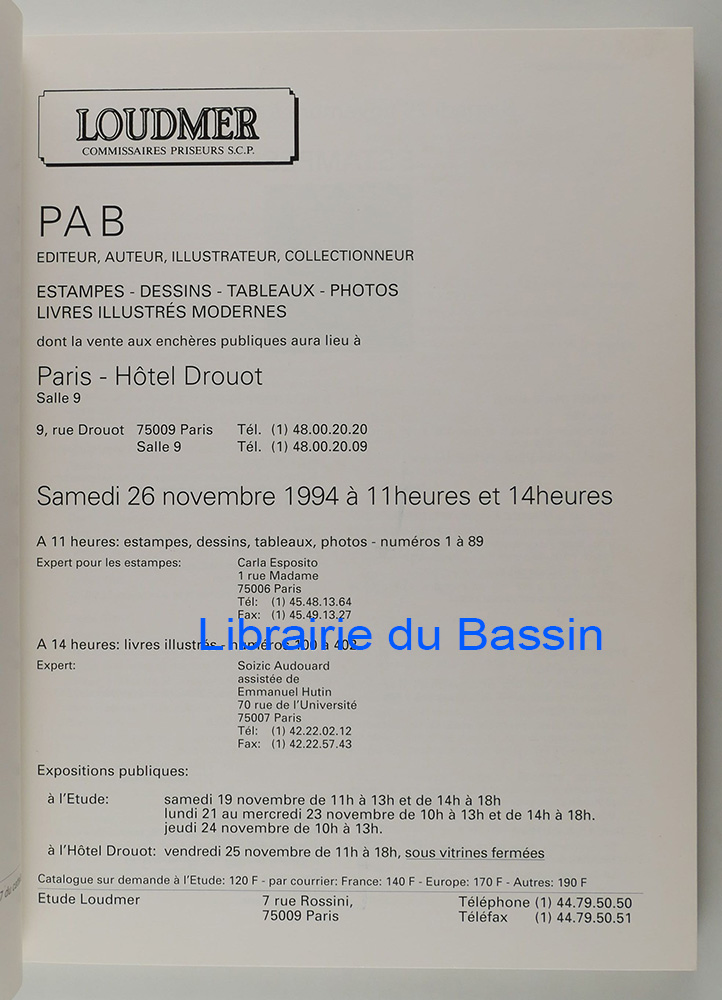 LOUDMER
COMMISSAIRES PRISEURS S.C.P.
PAB
EDITEUR, AUTEUR, ILLUSTRATEUR, COLLECTIONNEUR
ESTAMPES - DESSINS - TABLEAUX - PHOTOS
LIVRES ILLUSTRÉS MODERNES
dont la vente aux enchères publiques aura lieu à
Paris - Hôtel Drouot
Salle 9
9, rue Drouot 75009 Paris Tél. (1) 48.00.20.20
Salle 9 Tél. (1) 48.00.20.09
Samedi 26 novembre 1994 à 11heures et 14heures
A 11 heures: estampes, dessins, tableaux, photos - numéros 1 à 89
Expert pour les estampes: Carla Esposito
1 rue Madame
75006 Paris
Tél: (1) 45.48.13.64
Fax: (1) 45.49.13.27
Librairie du Bassin
A 14 heures: livres illustrés - numéros 100 à 402
Expert: Soizic Audouard
assistée de
Emmanuel Hutin
70 rue de l'Université
75007 Paris
Tél: (1) 42.22.02.12
Fax: (1) 42.22.57.43
Expositions publiques:
à l'Etude: samedi 19 novembre de 11h à 13h et de 14h à 18h
lundi 21 au mercredi 23 novembre de 10h à 13h et de 14h à 18h.
jeudi 24 novembre de 10h à 13h.
à l'Hôtel Drouot: vendredi 25 novembre de 11h à 18h, sous vitrines fermées
Catalogue sur demande à l'Etude: 120 F - par courrier: France: 140 F - Europe: 170 F - Autres: 190 F
Etude Loudmer 7 rue Rossini, Téléphone (1) 44.79.50.50
75009 Paris Téléfax (1) 44.79.50.51